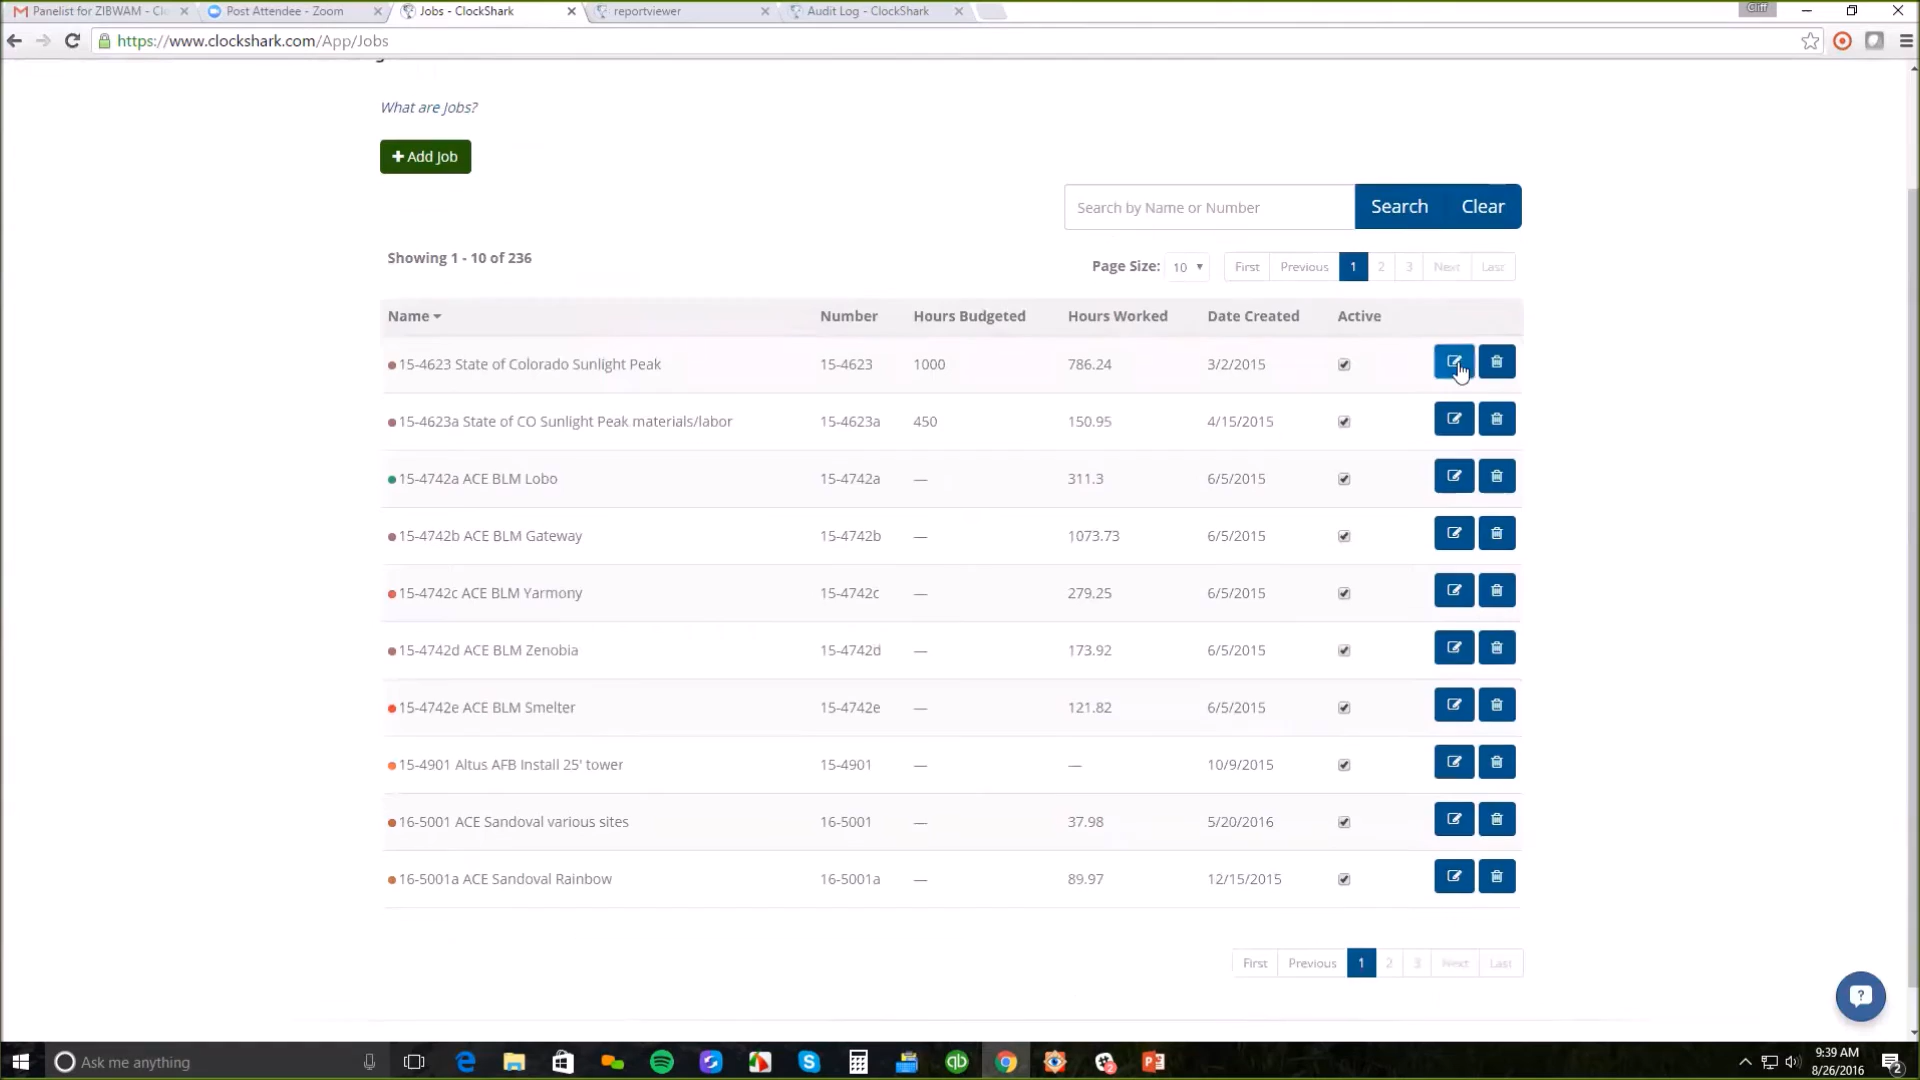 Panelist for ZIBWAM - Cl
Post Attendee - Zoom
Jobs - ClockShark
reportviewer
Audit Log - ClockShark
Cliff
https://www.clockshark.com/App/Jobs
What are Jobs?
Add Job
Search by Name or Number
Search
Clear
Showing 1 - 10 of 236
Page Size: 10
First Previous 1 2 3 Next Last
Name Number Hours Budgeted Hours Worked Date Created Active
15-4623 State of Colorado Sunlight Peak 15-4623 1000 786.24 3/2/2015
15-4623a State of CO Sunlight Peak materials/labor 15-4623a 450 150.95 4/15/2015
15-4742a ACE BLM Lobo 15-4742a — 311.3 6/5/2015
15-4742b ACE BLM Gateway 15-4742b — 1073.73 6/5/2015
15-4742c ACE BLM Yarmony 15-4742c — 279.25 6/5/2015
15-4742d ACE BLM Zenobia 15-4742d — 173.92 6/5/2015
15-4742e ACE BLM Smelter 15-4742e — 121.82 6/5/2015
15-4901 Altus AFB Install 25' tower 15-4901 — — 10/9/2015
16-5001 ACE Sandoval various sites 16-5001 — 37.98 5/20/2016
16-5001a ACE Sandoval Rainbow 16-5001a — 89.97 12/15/2015
First Previous 1 2 3 Next Last
Ask me anything
9:39 AM
8/26/2016
2